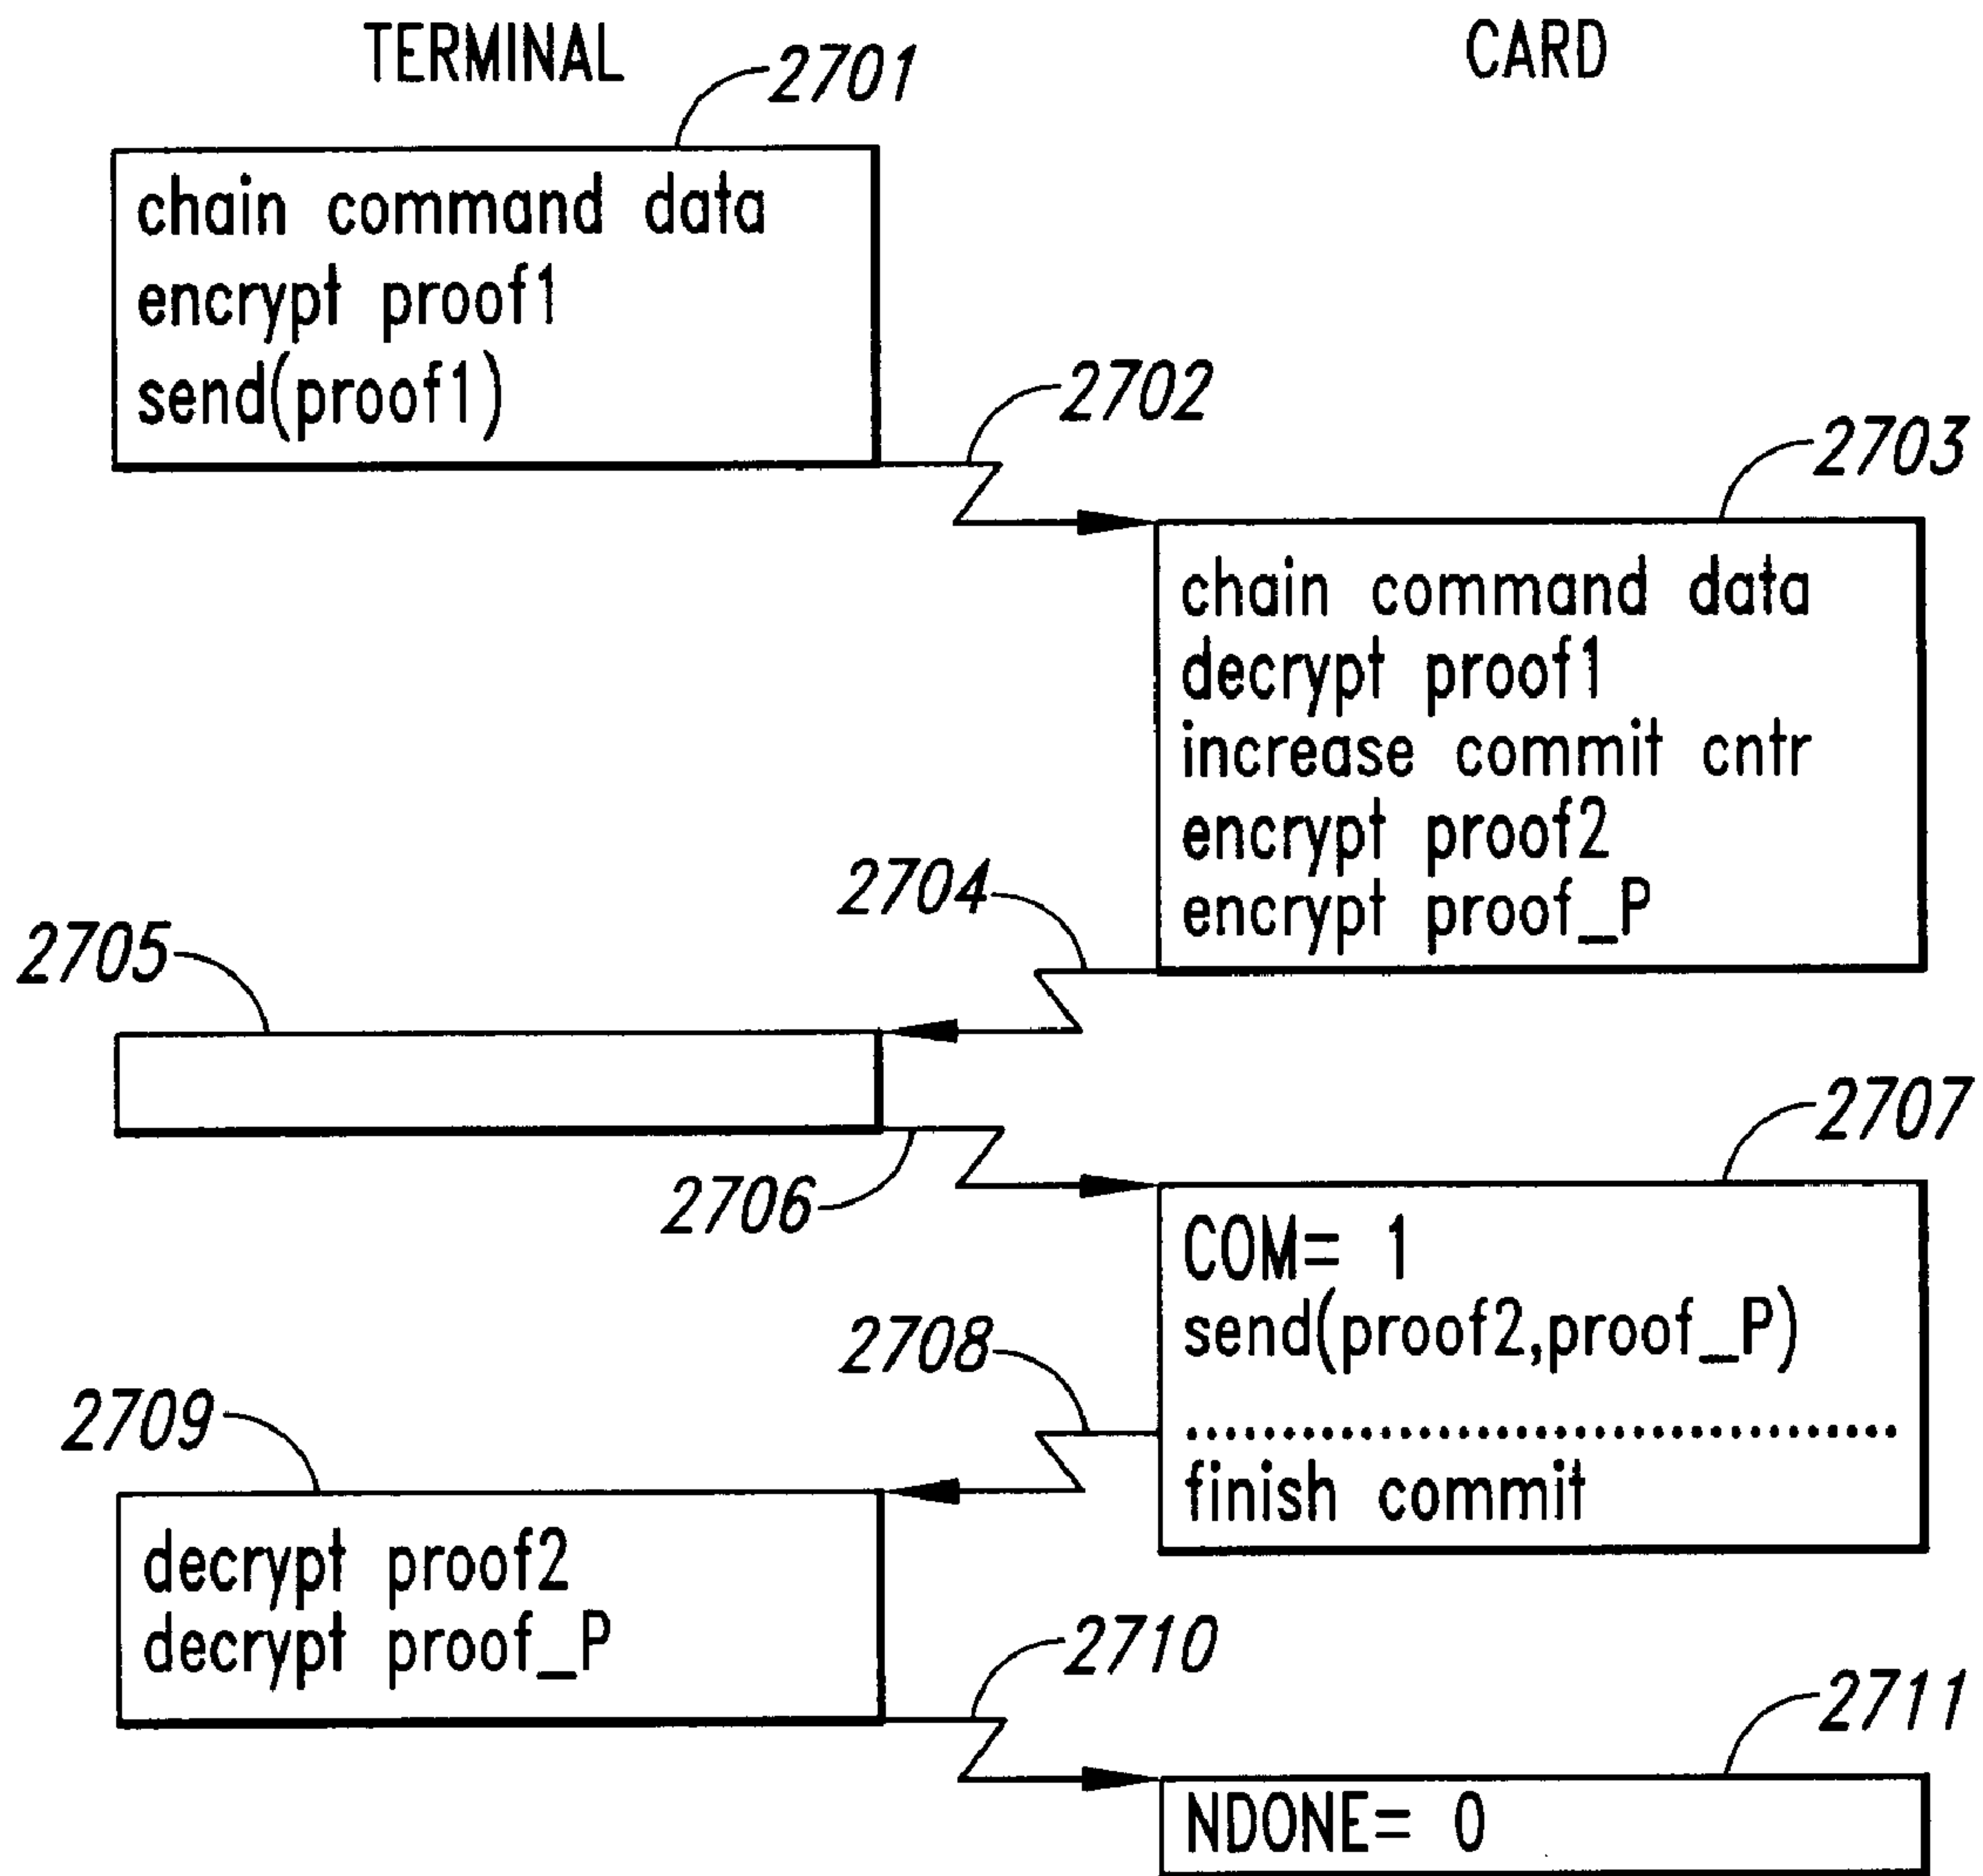 TERMINAL
CARD
2701
chain command data
encrypt proof1
send(proof1)
2702
2703
chain command data
decrypt proof1
increase commit cntr
encrypt proof2
encrypt proof_P
2704
2705
2706
2707
COM= 1
send(proof2,proof_P)
finish commit
2708
2709
decrypt proof2
decrypt proof_P
2710
2711
NDONE= 0